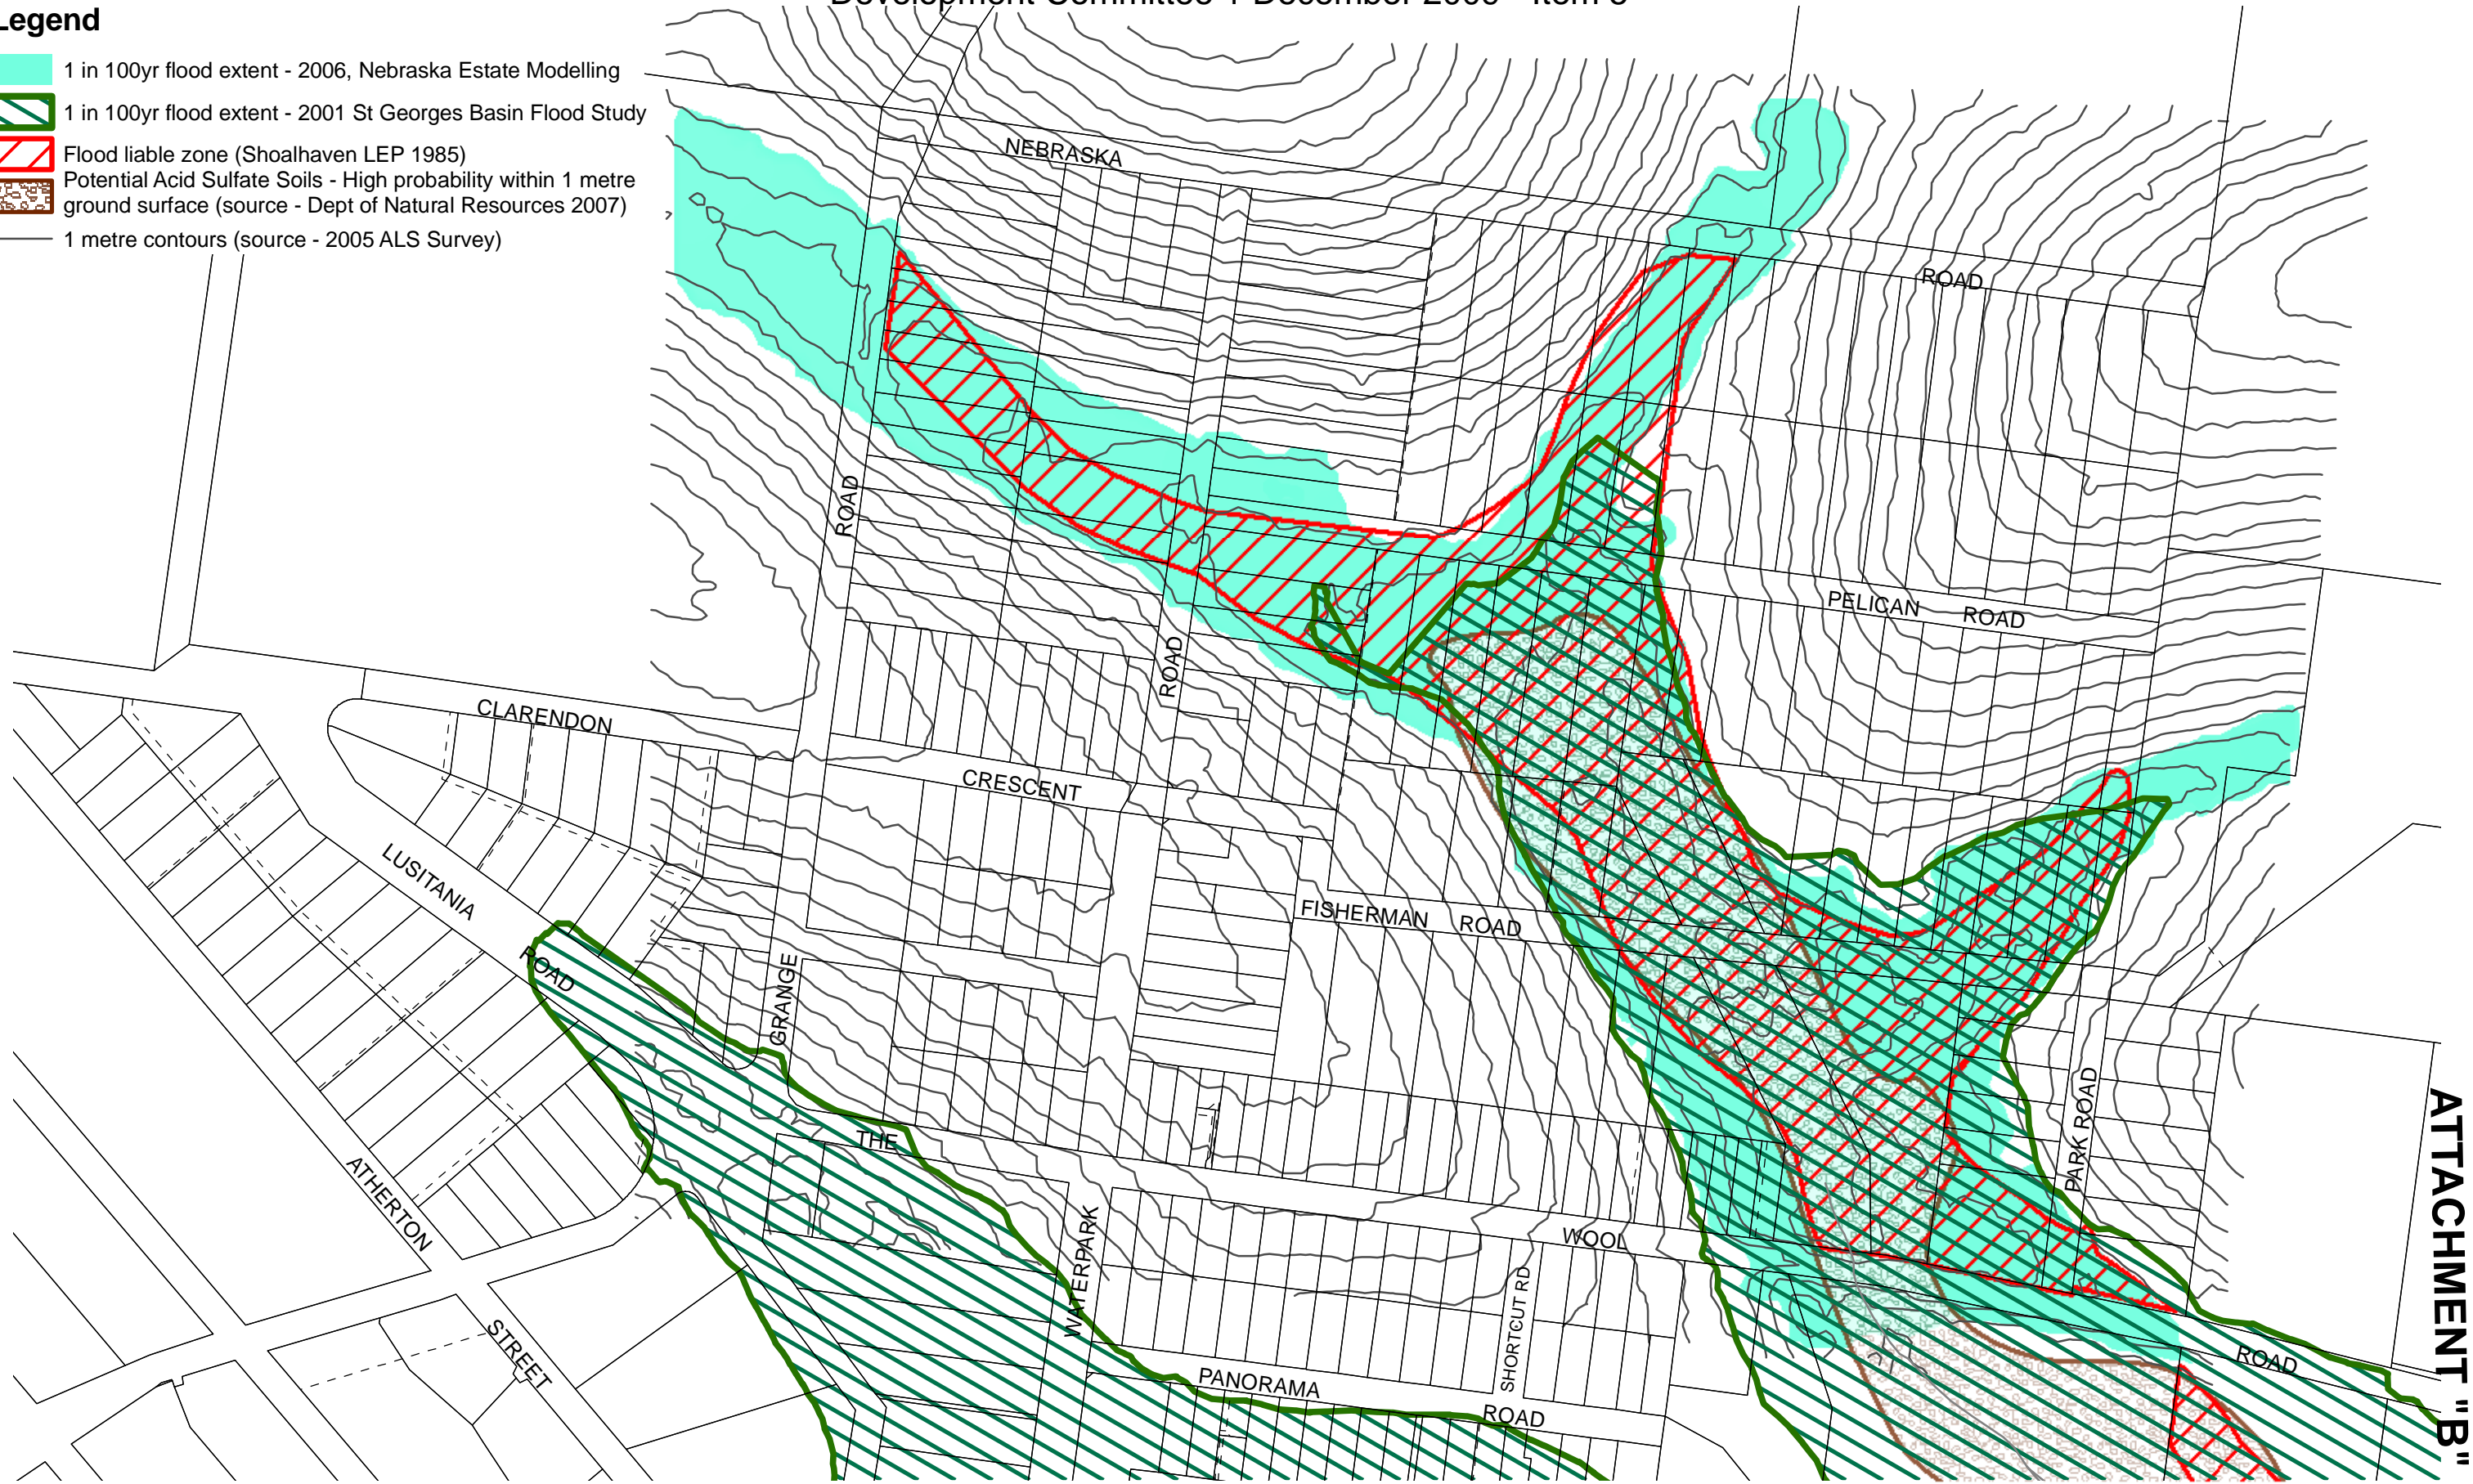 Legend
1 in 100yr flood extent - 2006, Nebraska Estate Modelling
1 in 100yr flood extent - 2001 St Georges Basin Flood Study
Flood liable zone (Shoalhaven LEP 1985)
Potential Acid Sulfate Soils - High probability within 1 metre
ground surface (source - Dept of Natural Resources 2007)
1 metre contours (source - 2005 ALS Survey)
NEBRASKA
ROAD
ROAD
PELICAN ROAD
ROAD
CLARENDON
CRESCENT
LUSITANIA
ROAD
FISHERMAN ROAD
GRANGE
THE
ATHERTON
STREET
WATERPARK
WOOL
ROAD
PARK ROAD
SHORTCUT RD
PANORAMA
ROAD
ATTACHMENT "B"